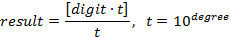 result = [digit · t] / t, t = 10^degree